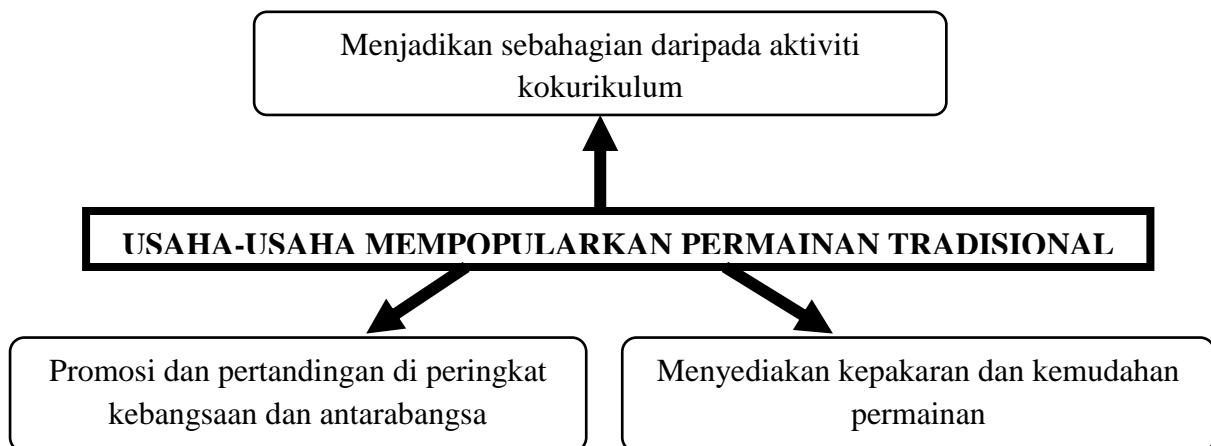 Menjadikan sebahagian daripada aktiviti
kokurikulum
USAHA-USAHA MEMPOPULARKAN PERMAINAN TRADISIONAL
Promosi dan pertandingan di peringkat
kebangsaan dan antarabangsa
Menyediakan kepakaran dan kemudahan
permainan